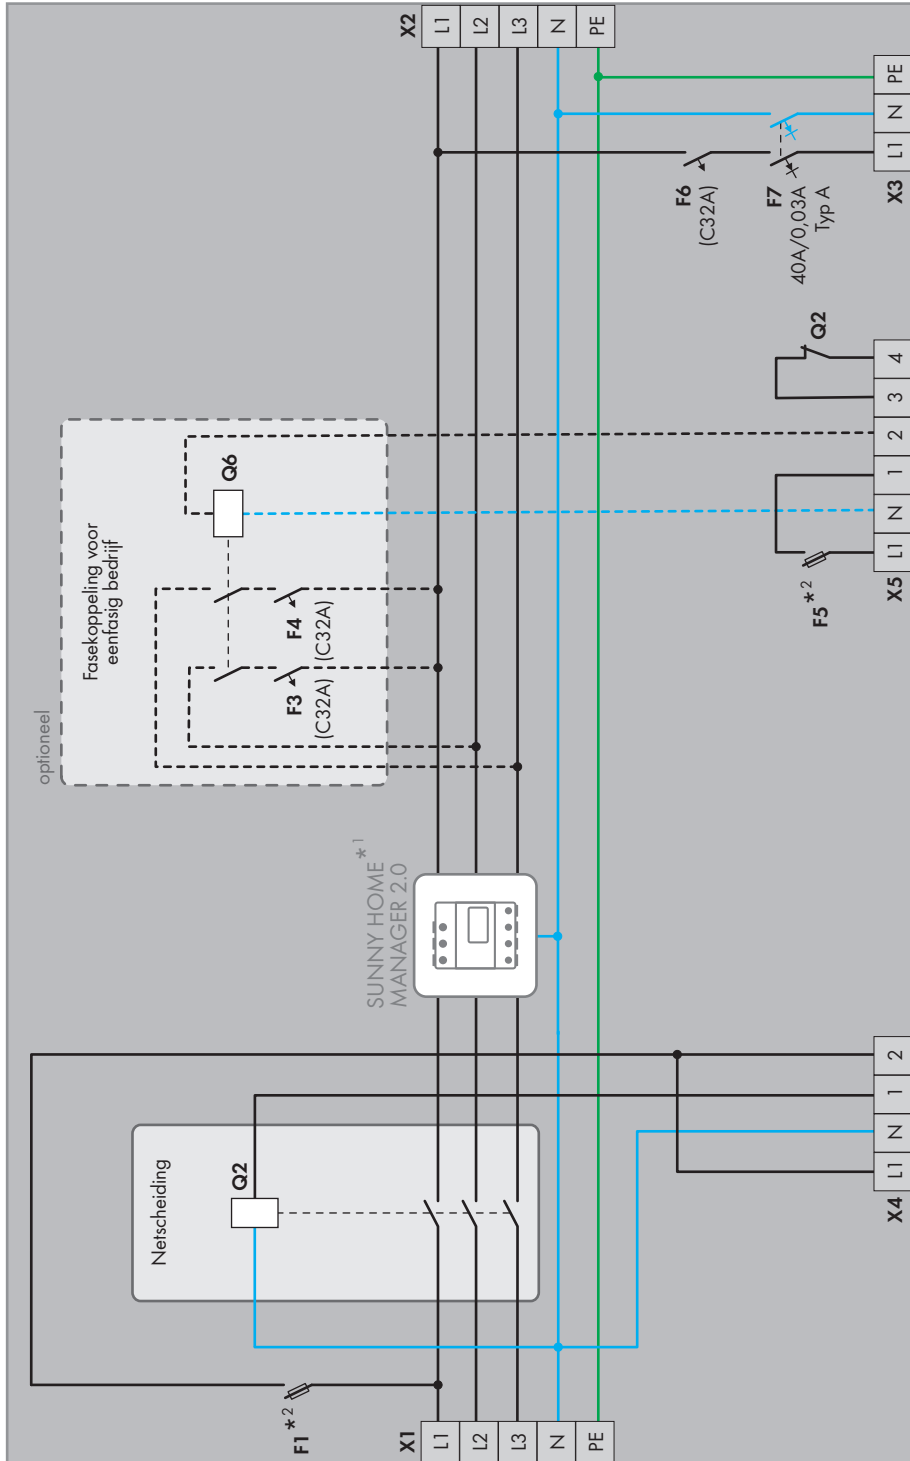 X2
L1
L2
L3
N
PE
PE
N
L1
X3
F6
(C32A)
F7
40A/0,03A
Typ A
Q2
4
3
2
1
N
L1
X5
F5 *2
optioneel
Fasekoppeling voor
eenfasig bedrijf
Q6
F4
(C32A)
F3
(C32A)
SUNNY HOME *1
MANAGER 2.0
Netscheiding
Q2
2
1
N
L1
X4
F1 *2
X1
L1
L2
L3
N
PE